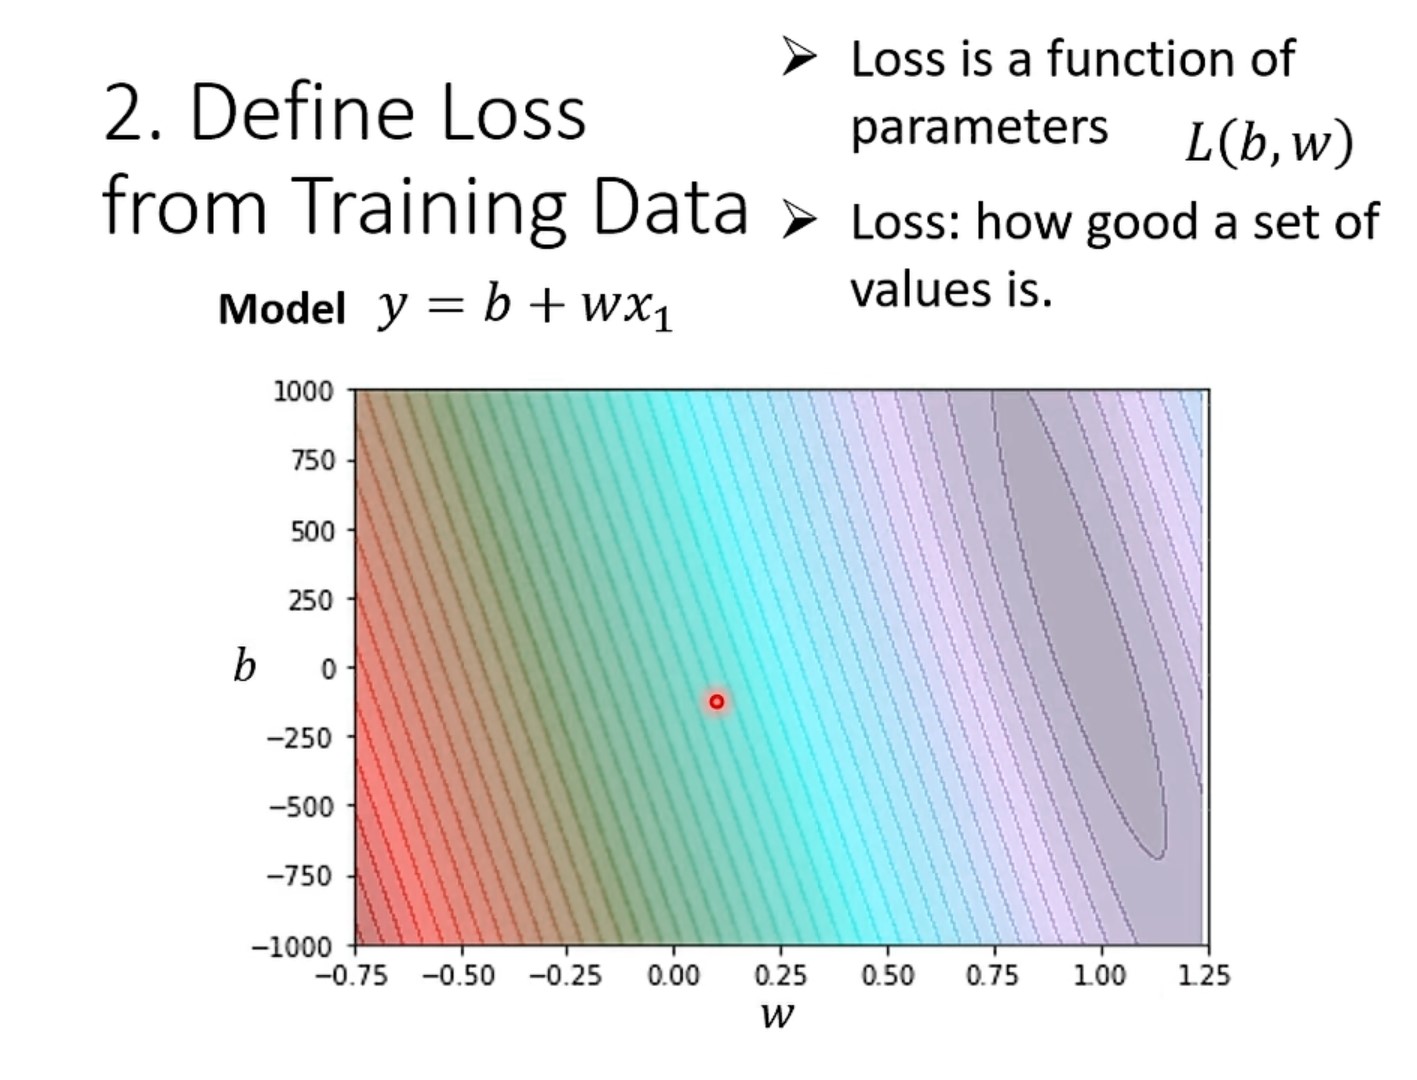 2. Define Loss
from Training Data
➢ Loss is a function of
parameters L(b, w)
➢ Loss: how good a set of
values is.
Model y = b + wx₁
1000
750
500
250
0
−250
−500
−750
−1000
b
−0.75 −0.50 −0.25 0.00 0.25 0.50 0.75 1.00 1.25
w